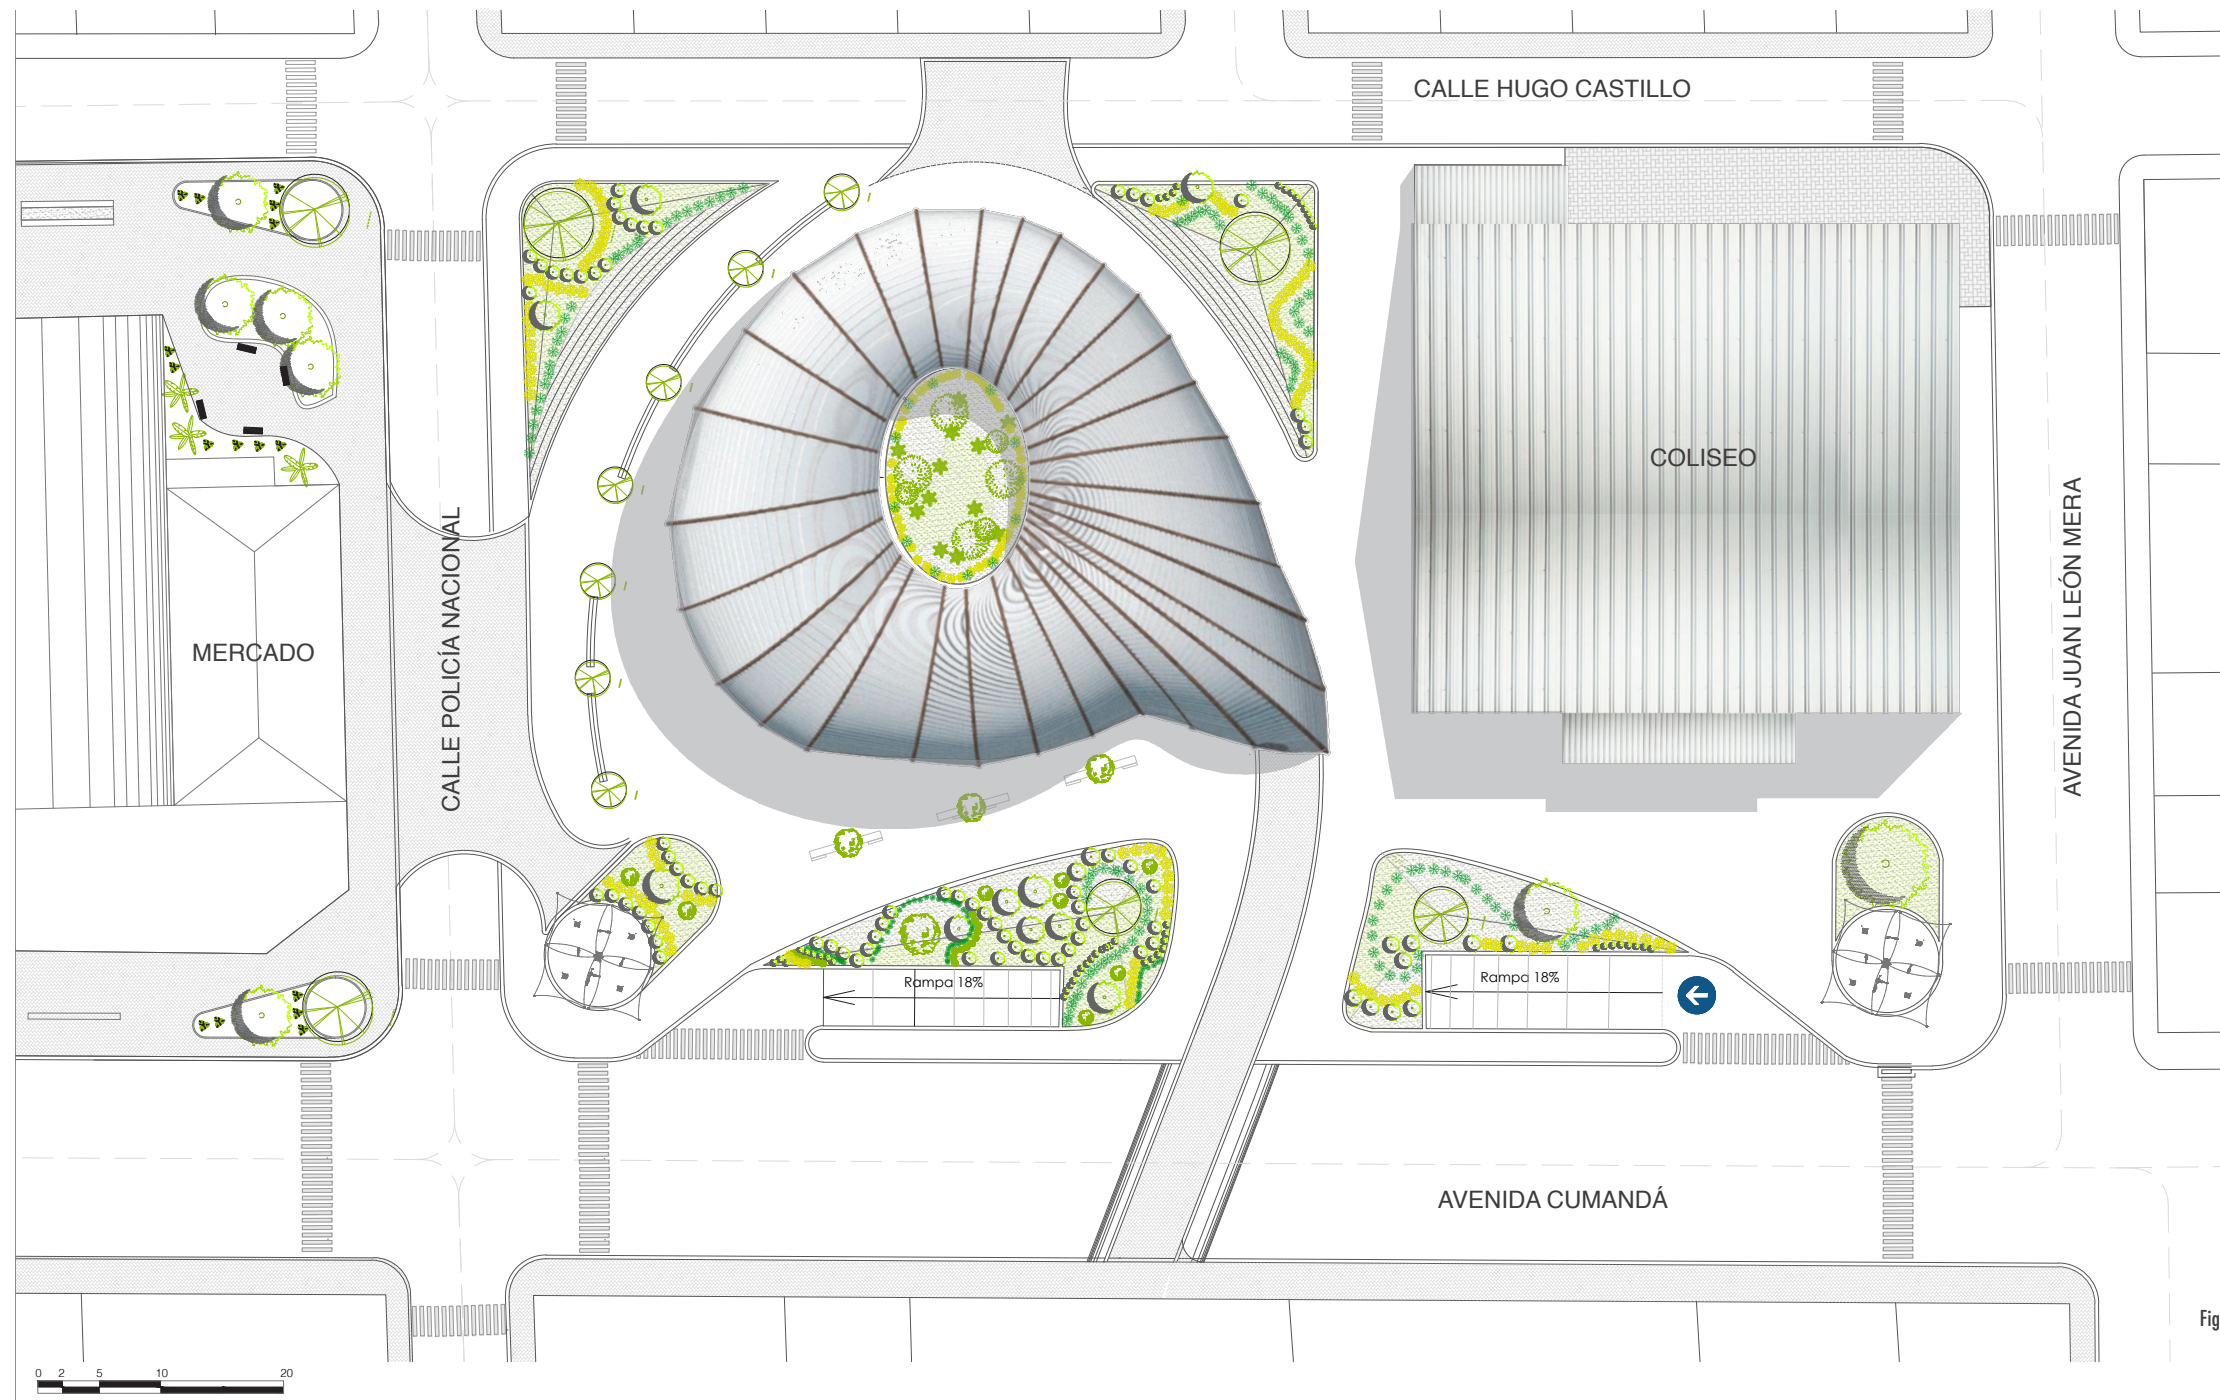 CALLE HUGO CASTILLO
COLISEO
MERCADO
CALLE POLICÍA NACIONAL
AVENIDA JUAN LEÓN MERA
Rampa 18%
Rampa 18%
AVENIDA CUMANDÁ
Fig
0 2 5 10 20